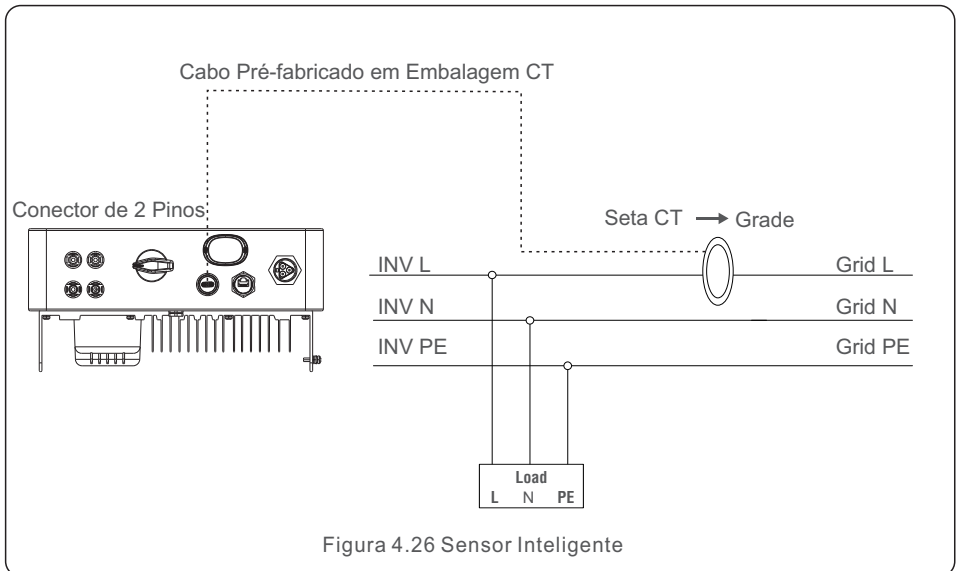 Cabo Pré-fabricado em Embalagem CT
Conector de 2 Pinos
Seta CT → Grade
INV L
Grid L
INV N
Grid N
INV PE
Grid PE
Load
L N PE
Figura 4.26 Sensor Inteligente